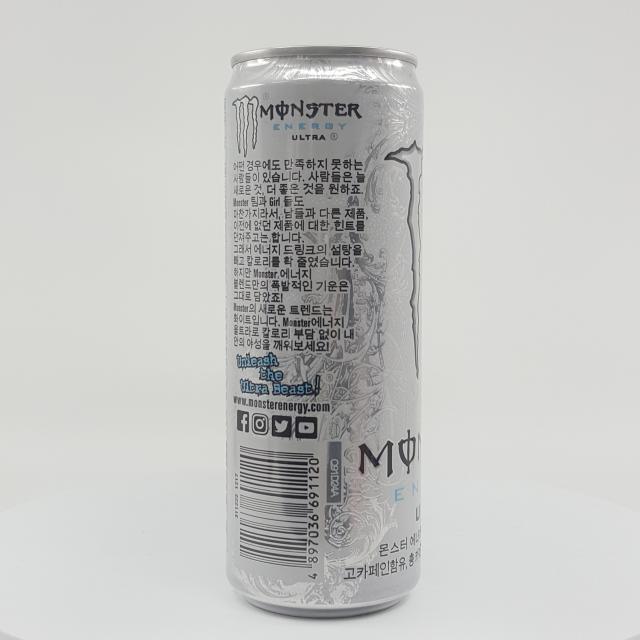 MONSTER
ENERGY
ULTRA
어떤 경우에도 만족하지 못하는
사람들이 있습니다. 사람들은 늘
새로은 것, 더 좋은 것을 원하죠.
Monster 팀과 Girl 들도
마찬가지라서, 남들과 다른 제품,
이전에 없던 제품에 대한 힌트를
던져주고는 합니다.
그래서 에너지 드링크의 설탕을
빼고 칼로리를 확 줄였습니다.
하지만 Monster 에너지
블렌드만의 폭발적인 기운은
그대로 담았죠!
Monster의 새로운 트렌드는
화이트입니다. Monster에너지
울트라로 칼로리 부담 없이 내
안의 야성을 깨워보세요!
Unleash
the
Ultra Beast!
www.monsterenergy.com
4 897036 691120
MON
EN
U
몬스터 에너
고카페인함유, 총 카